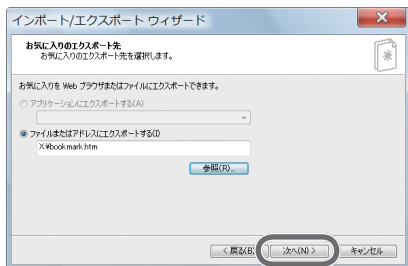 インポート/エクスポート ウィザード
お気に入りのエクスポート先
お気に入りのエクスポート先を選択します。
お気に入りを Web ブラウザまたはファイルにエクスポートできます。
アプリケーションにエクスポートする(A)
ファイルまたはアドレスにエクスポートする(I)
X:¥bookmark.htm
参照(R)...
< 戻る(B)
次へ(N) >
キャンセル